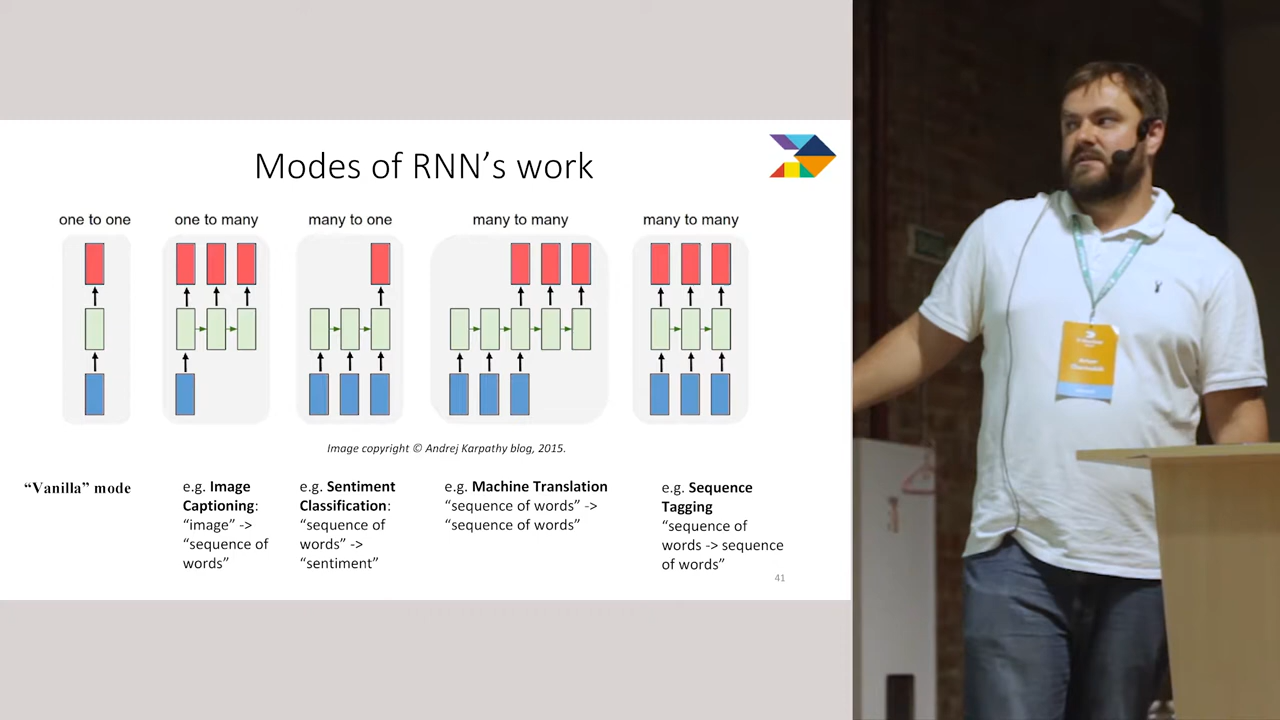 Modes of RNN's work
one to one
one to many
many to one
many to many
many to many
Image copyright © Andrej Karpathy blog, 2015.
“Vanilla” mode
e.g. Image
Captioning:
“image” ->
“sequence of
words”
e.g. Sentiment
Classification:
“sequence of
words” ->
“sentiment”
e.g. Machine Translation
“sequence of words” ->
“sequence of words”
e.g. Sequence
Tagging
“sequence of
words -> sequence
of words”
41